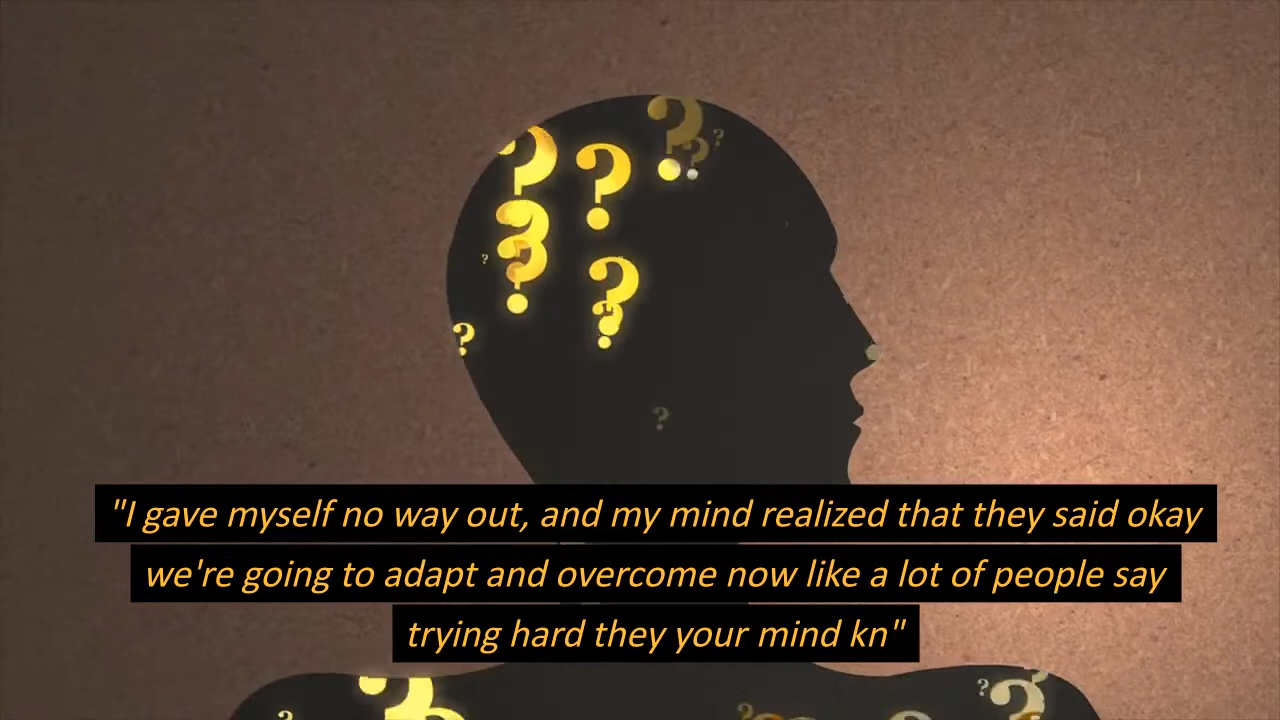 "I gave myself no way out, and my mind realized that they said okay
we're going to adapt and overcome now like a lot of people say
trying hard they your mind kn"